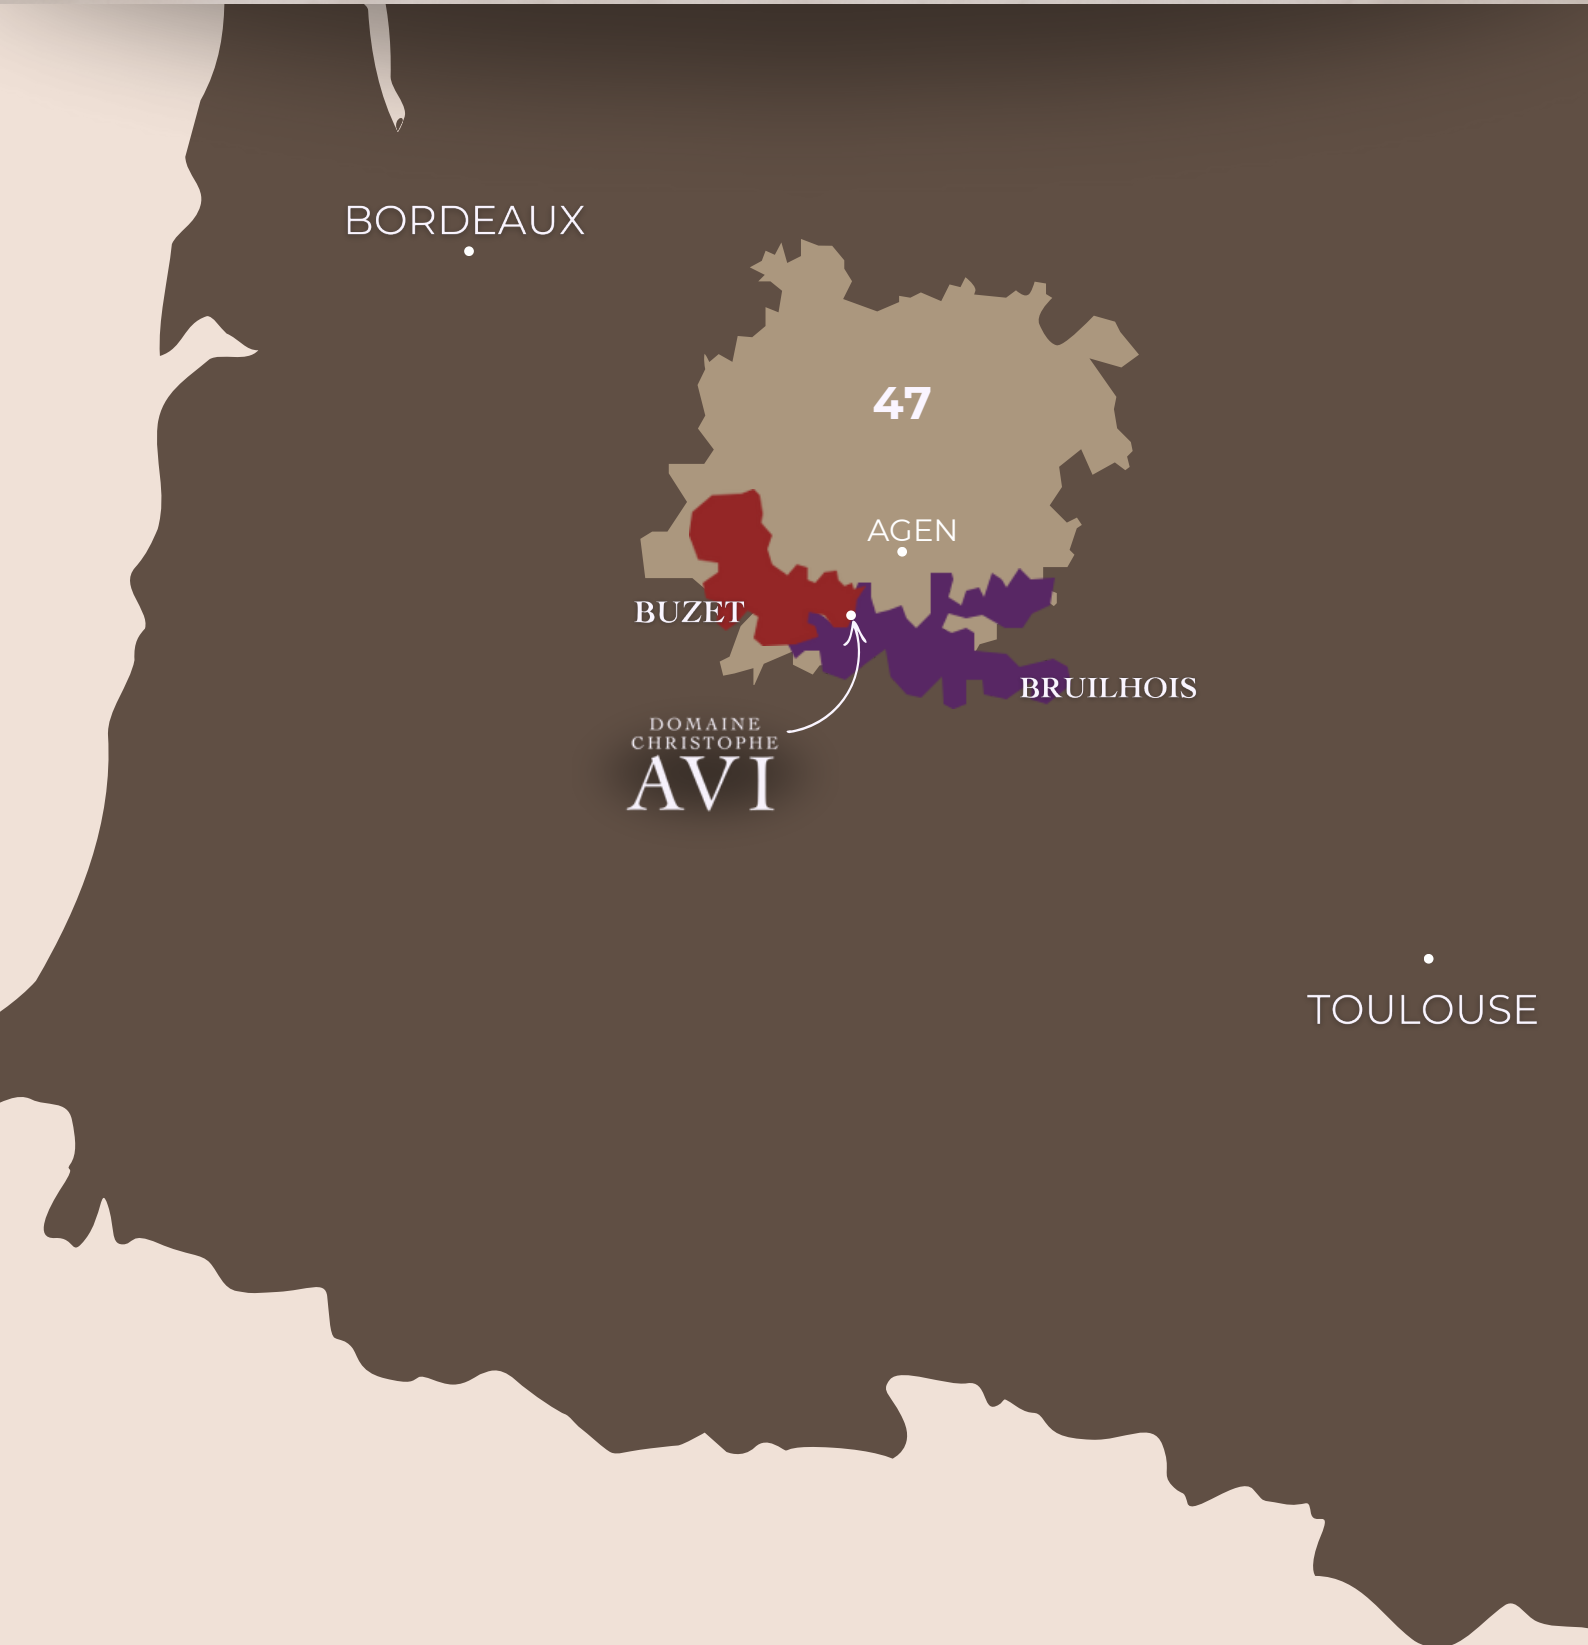 BORDEAUX
47
AGEN
BUZET
BRUILHOIS
DOMAINE
CHRISTOPHE
AVI
TOULOUSE